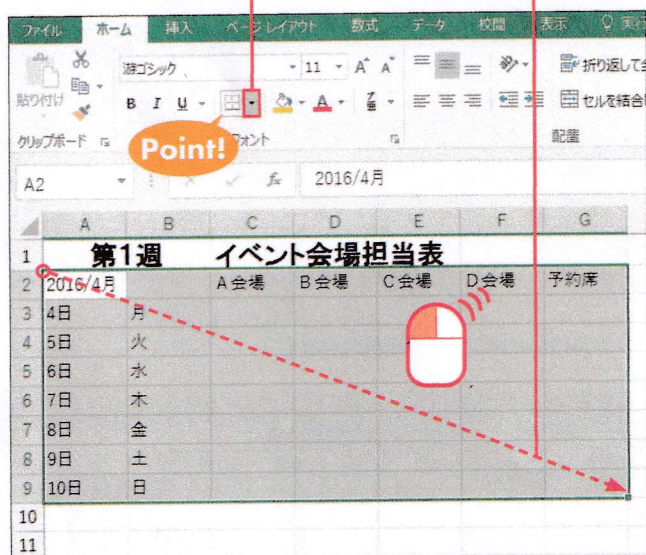 ファイル ホーム 挿入 ページレイアウト 数式 データ 校閲 表示
游ゴシック 11 A A 折り返して全
貼り付け B I U A セルを結合
クリップボード フォント 配置
Point!
A2 fx 2016/4月
A B C D E F G
1 第1週 イベント会場担当表
2 2016/4月 A会場 B会場 C会場 D会場 予約席
3 4日 月
4 5日 火
5 6日 水
6 7日 木
7 8日 金
8 9日 土
9 10日 日
10
11